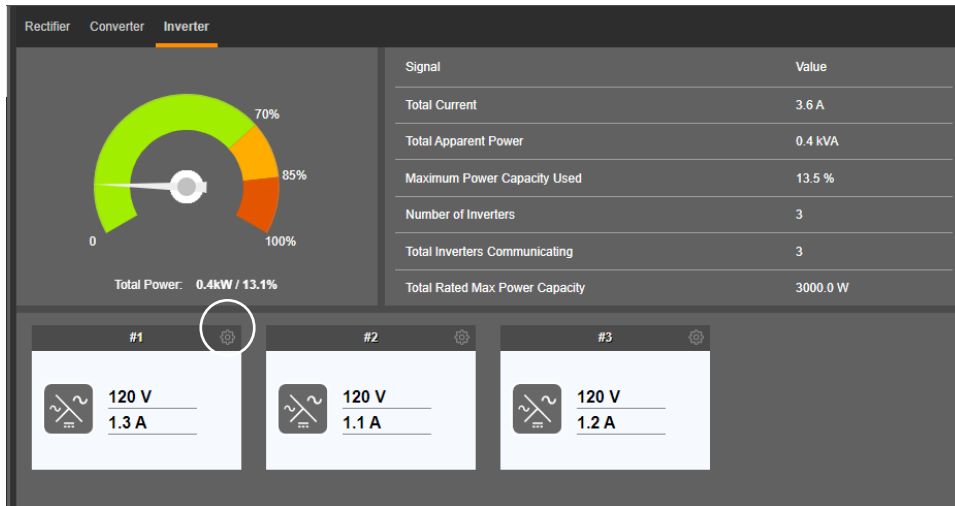 Rectifier Converter Inverter
70%
85%
0
100%
Total Power: 0.4kW / 13.1%
Signal Value
Total Current 3.6 A
Total Apparent Power 0.4 kVA
Maximum Power Capacity Used 13.5 %
Number of Inverters 3
Total Inverters Communicating 3
Total Rated Max Power Capacity 3000.0 W
#1
120 V
1.3 A
#2
120 V
1.1 A
#3
120 V
1.2 A